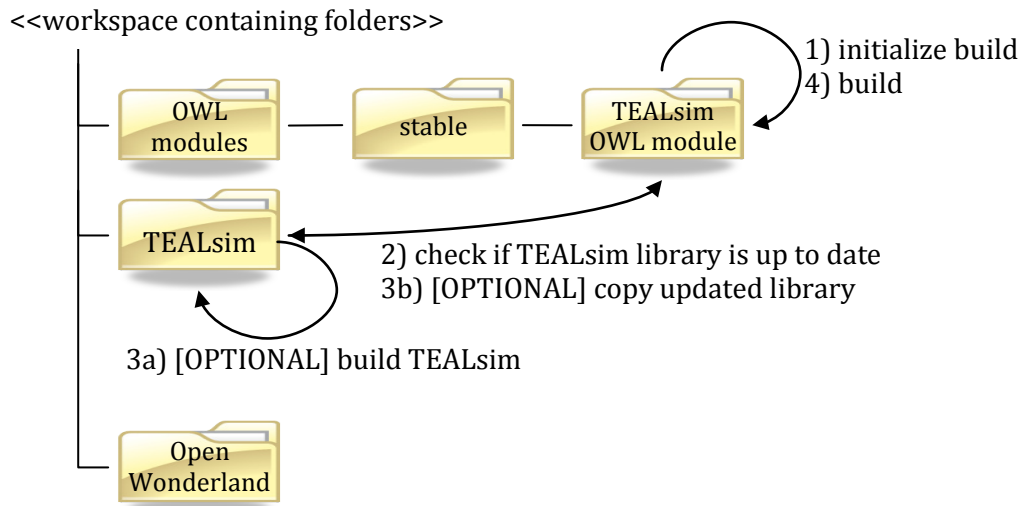 <<workspace containing folders>>
1) initialize build
4) build
OWL
modules
stable
TEALsim
OWL module
TEALsim
2) check if TEALsim library is up to date
3b) [OPTIONAL] copy updated library
3a) [OPTIONAL] build TEALsim
Open
Wonderland